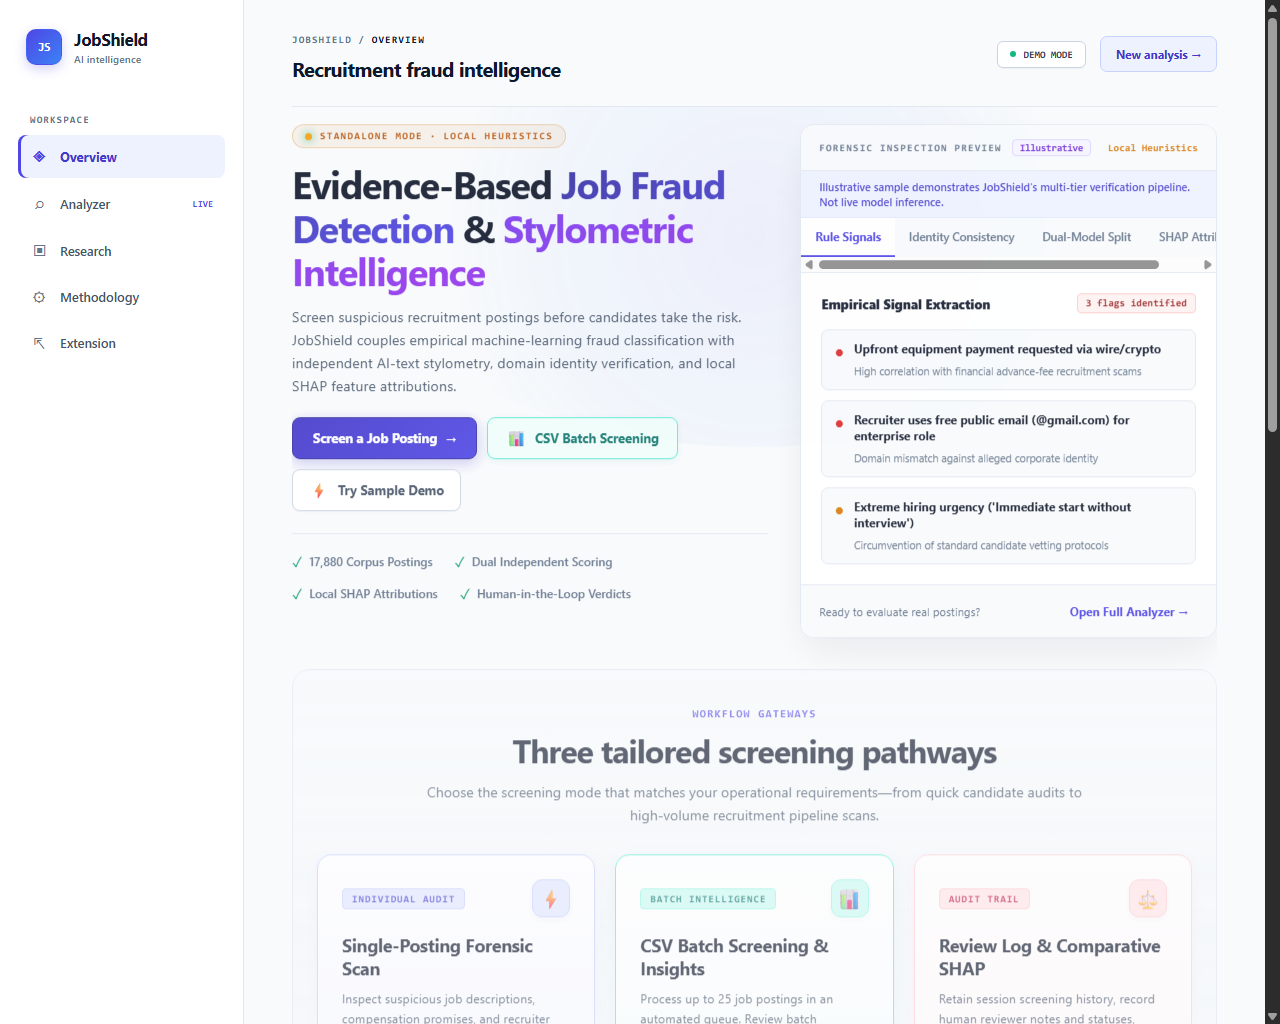 JS
JobShield
AI intelligence
WORKSPACE
Overview
Analyzer
LIVE
Research
Methodology
Extension
JOBSHIELD / OVERVIEW
Recruitment fraud intelligence
DEMO MODE
New analysis →
STANDALONE MODE · LOCAL HEURISTICS
Evidence-Based Job Fraud
Detection & Stylometric
Intelligence
Screen suspicious recruitment postings before candidates take the risk.
JobShield couples empirical machine-learning fraud classification with
independent AI-text stylometry, domain identity verification, and local
SHAP feature attributions.
Screen a Job Posting →
CSV Batch Screening
Try Sample Demo
✓ 17,880 Corpus Postings
✓ Dual Independent Scoring
✓ Local SHAP Attributions
✓ Human-in-the-Loop Verdicts
FORENSIC INSPECTION PREVIEW
Illustrative
Local Heuristics
Illustrative sample demonstrates JobShield's multi-tier verification pipeline.
Not live model inference.
Rule Signals
Identity Consistency
Dual-Model Split
SHAP Attri
Empirical Signal Extraction
3 flags identified
Upfront equipment payment requested via wire/crypto
High correlation with financial advance-fee recruitment scams
Recruiter uses free public email (@gmail.com) for
enterprise role
Domain mismatch against alleged corporate identity
Extreme hiring urgency ('Immediate start without
interview')
Circumvention of standard candidate vetting protocols
Ready to evaluate real postings?
Open Full Analyzer →
WORKFLOW GATEWAYS
Three tailored screening pathways
Choose the screening mode that matches your operational requirements—from quick candidate audits to
high-volume recruitment pipeline scans.
INDIVIDUAL AUDIT
Single-Posting Forensic
Scan
Inspect suspicious job descriptions,
compensation promises, and recruiter
BATCH INTELLIGENCE
CSV Batch Screening &
Insights
Process up to 25 job postings in an
automated queue. Review batch
AUDIT TRAIL
Review Log & Comparative
SHAP
Retain session screening history, record
human reviewer notes and statuses,